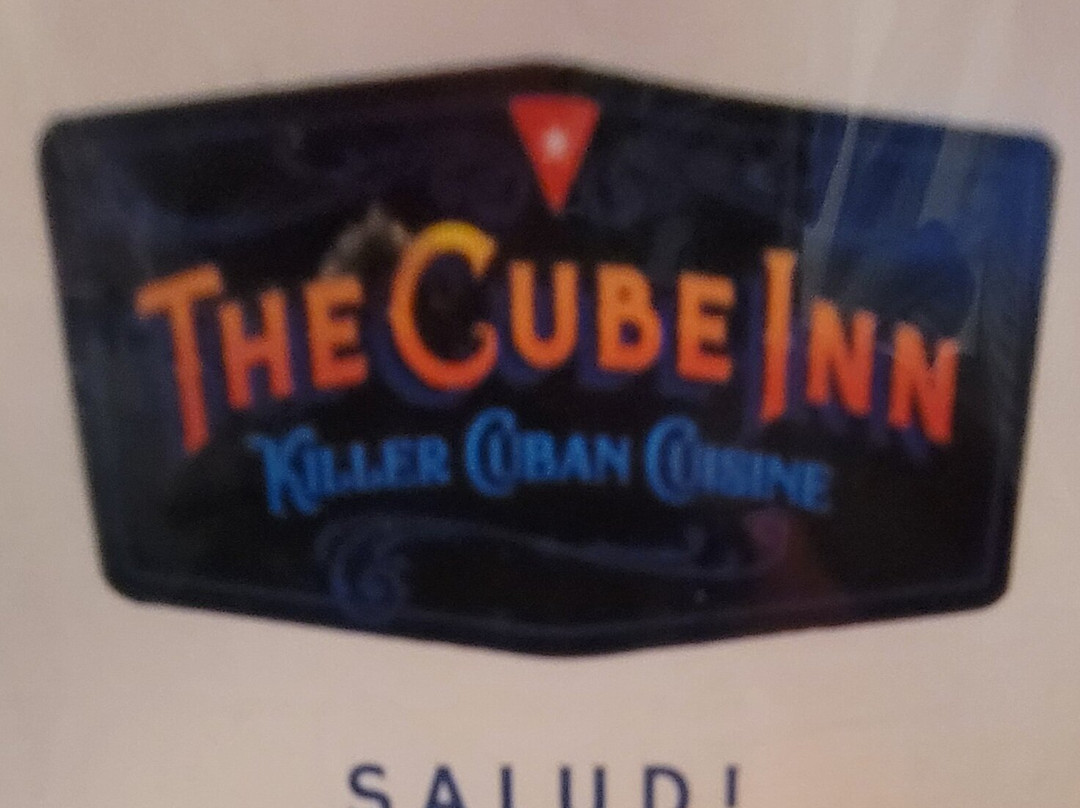 THE CUBE INN
KILLER CUBAN CUISINE
SALUD!